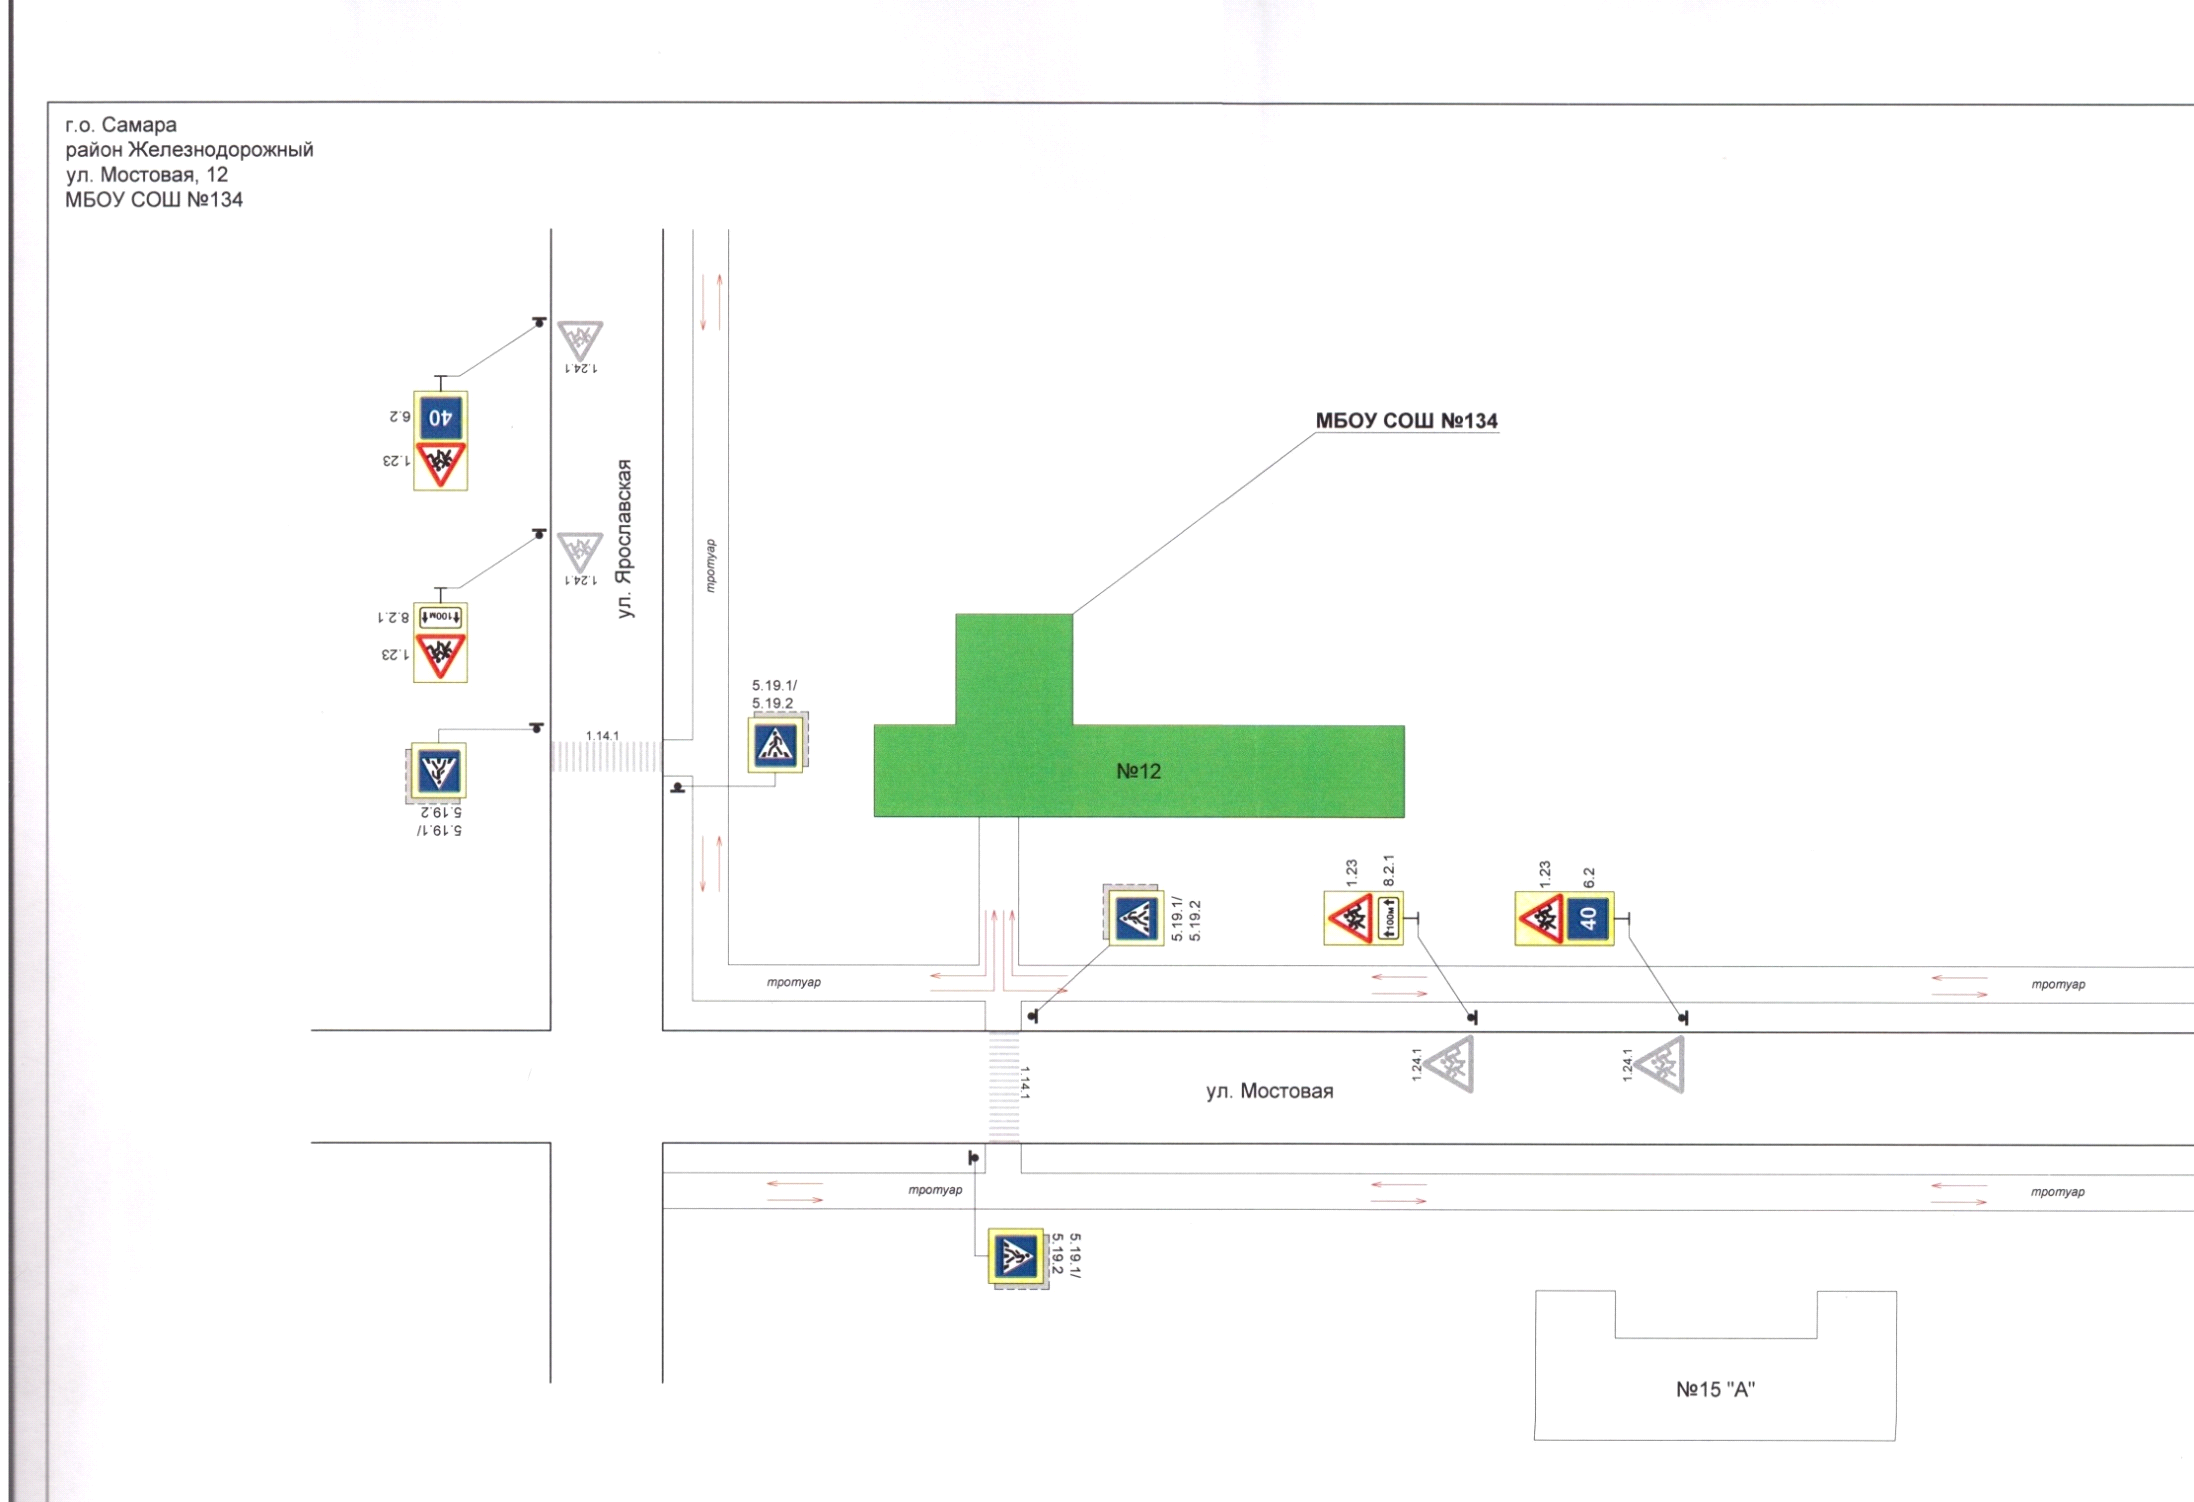 г.о. Самара
район Железнодорожный
ул. Мостовая, 12
МБОУ СОШ №134
1.24.1
40
6.2
1.23
ул. Ярославская
МБОУ СОШ №134
тротуар
1.24.1
100м
8.2.1
1.23
5.19.1/
5.19.2
1.14.1
5.19.1/
5.19.2
№12
1.23
8.2.1
100м
1.23
6.2
40
5.19.1/
5.19.2
тротуар
тротуар
1.14.1
1.24.1
1.24.1
ул. Мостовая
тротуар
тротуар
5.19.1/
5.19.2
№15 "А"